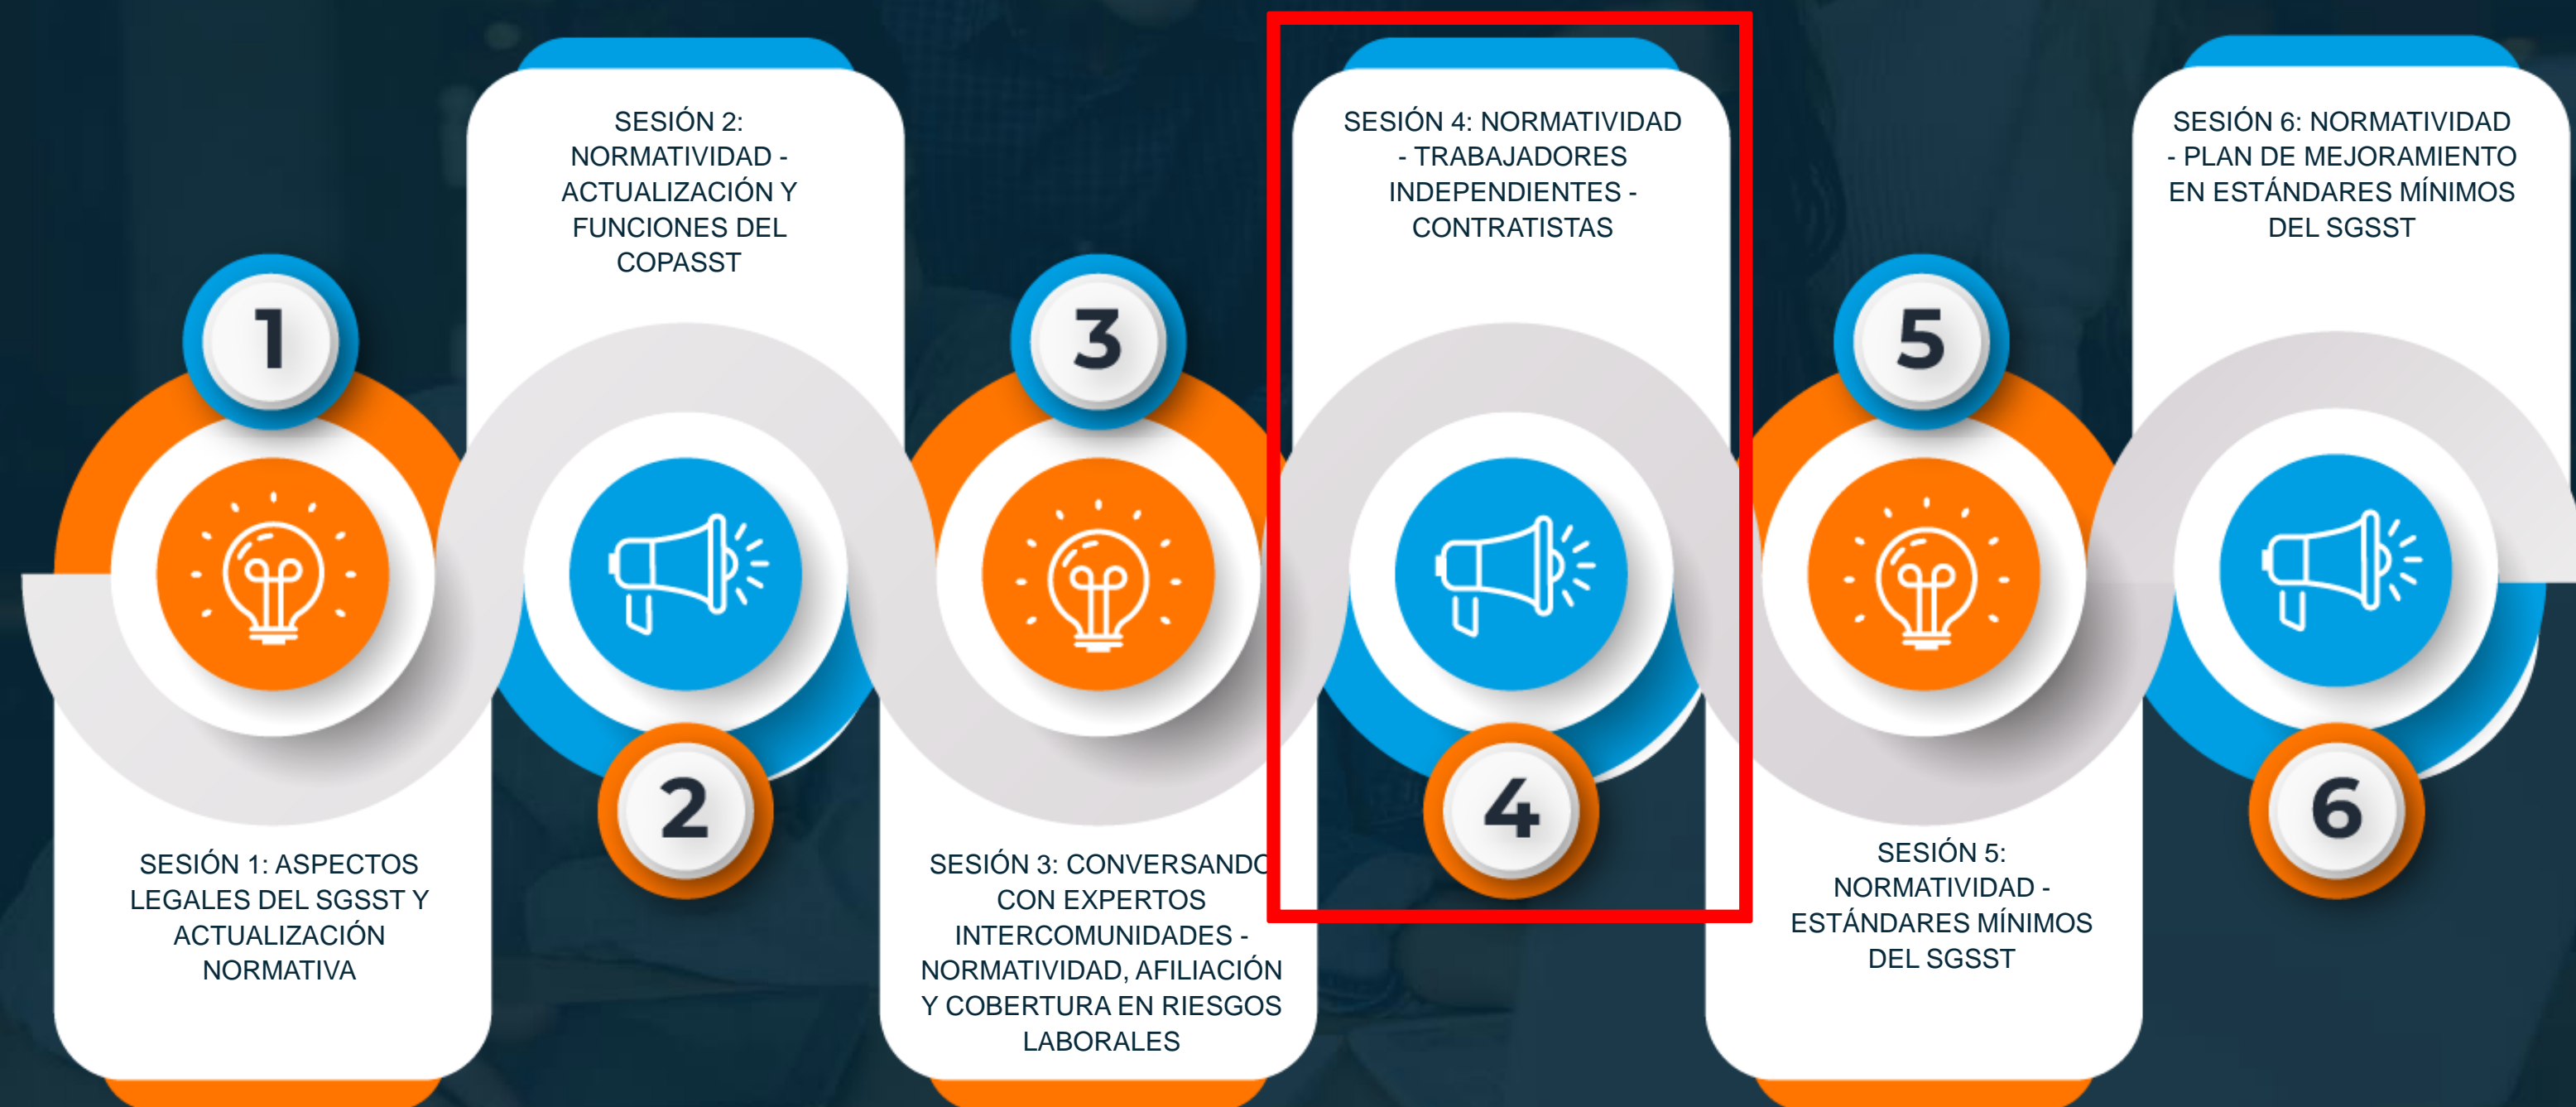 1
SESIÓN 1: ASPECTOS
LEGALES DEL SGSST Y
ACTUALIZACIÓN
NORMATIVA
SESIÓN 2:
NORMATIVIDAD -
ACTUALIZACIÓN Y
FUNCIONES DEL
COPASST
2
3
SESIÓN 3: CONVERSANDO
CON EXPERTOS
INTERCOMUNIDADES -
NORMATIVIDAD, AFILIACIÓN
Y COBERTURA EN RIESGOS
LABORALES
SESIÓN 4: NORMATIVIDAD
- TRABAJADORES
INDEPENDIENTES -
CONTRATISTAS
4
5
SESIÓN 5:
NORMATIVIDAD -
ESTÁNDARES MÍNIMOS
DEL SGSST
SESIÓN 6: NORMATIVIDAD
- PLAN DE MEJORAMIENTO
EN ESTÁNDARES MÍNIMOS
DEL SGSST
6